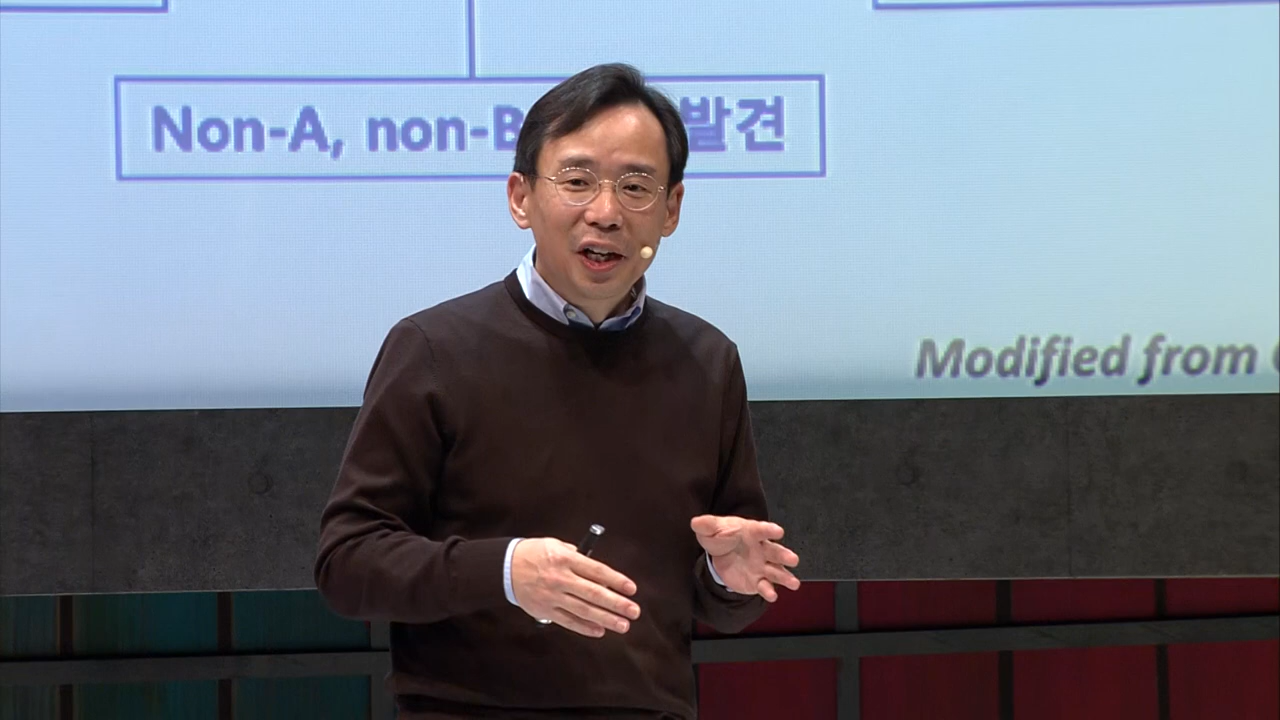 Non-A, non-B 발견
Modified from